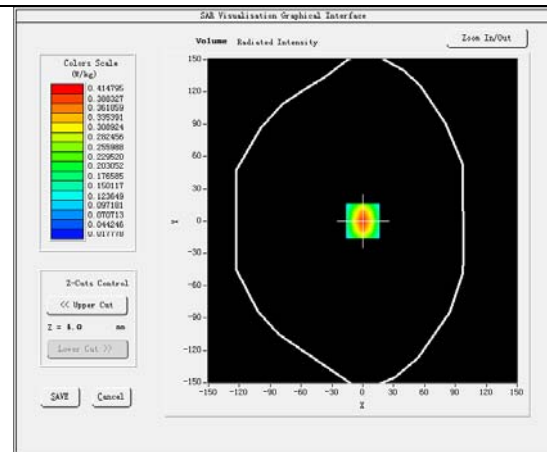 SAR Visualisation Graphical Interface
Volume Radiated Intensity
Zoom In/Out
Colors Scale
(W/kg)
0.414795
0.388327
0.361859
0.335391
0.308924
0.282456
0.255988
0.229520
0.203052
0.176585
0.150117
0.123649
0.097181
0.070713
0.044246
0.017778
Z-Cuts Control
<< Upper Cut
Z = 4.0 mm
Lower Cut >>
SAVE Cancel
150
120
90
60
30
0
-30
-60
-90
-120
-150
Y
-150 -120 -90 -60 -30 0 30 60 90 120 150
X